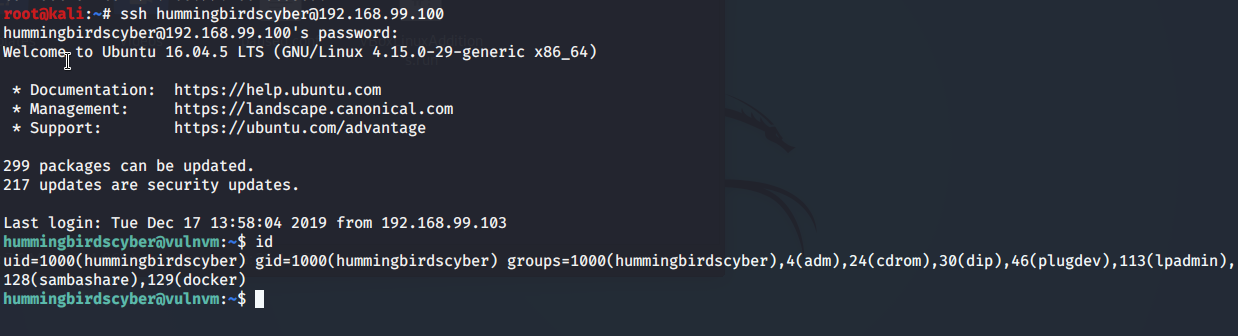 root@kali:~# ssh hummingbirdscyber@192.168.99.100
hummingbirdscyber@192.168.99.100's password:
Welcome to Ubuntu 16.04.5 LTS (GNU/Linux 4.15.0-29-generic x86_64)

 * Documentation:  https://help.ubuntu.com
 * Management:     https://landscape.canonical.com
 * Support:        https://ubuntu.com/advantage

299 packages can be updated.
217 updates are security updates.

Last login: Tue Dec 17 13:58:04 2019 from 192.168.99.103
hummingbirdscyber@vulnvm:~$ id
uid=1000(hummingbirdscyber) gid=1000(hummingbirdscyber) groups=1000(hummingbirdscyber),4(adm),24(cdrom),30(dip),46(plugdev),113(lpadmin),
128(sambashare),129(docker)
hummingbirdscyber@vulnvm:~$